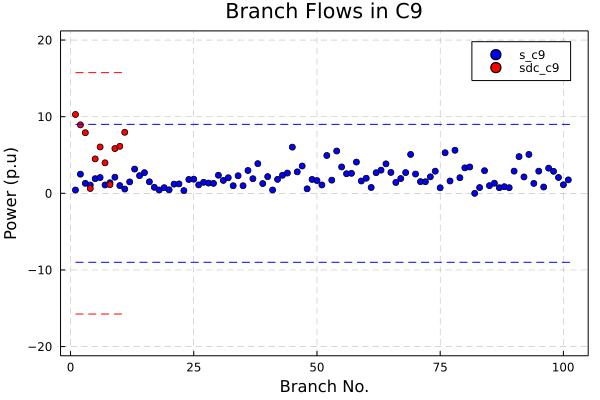 Branch Flows in C9
s_c9
sdc_c9
20
10
0
−10
−20
Power (p.u)
0 25 50 75 100
Branch No.